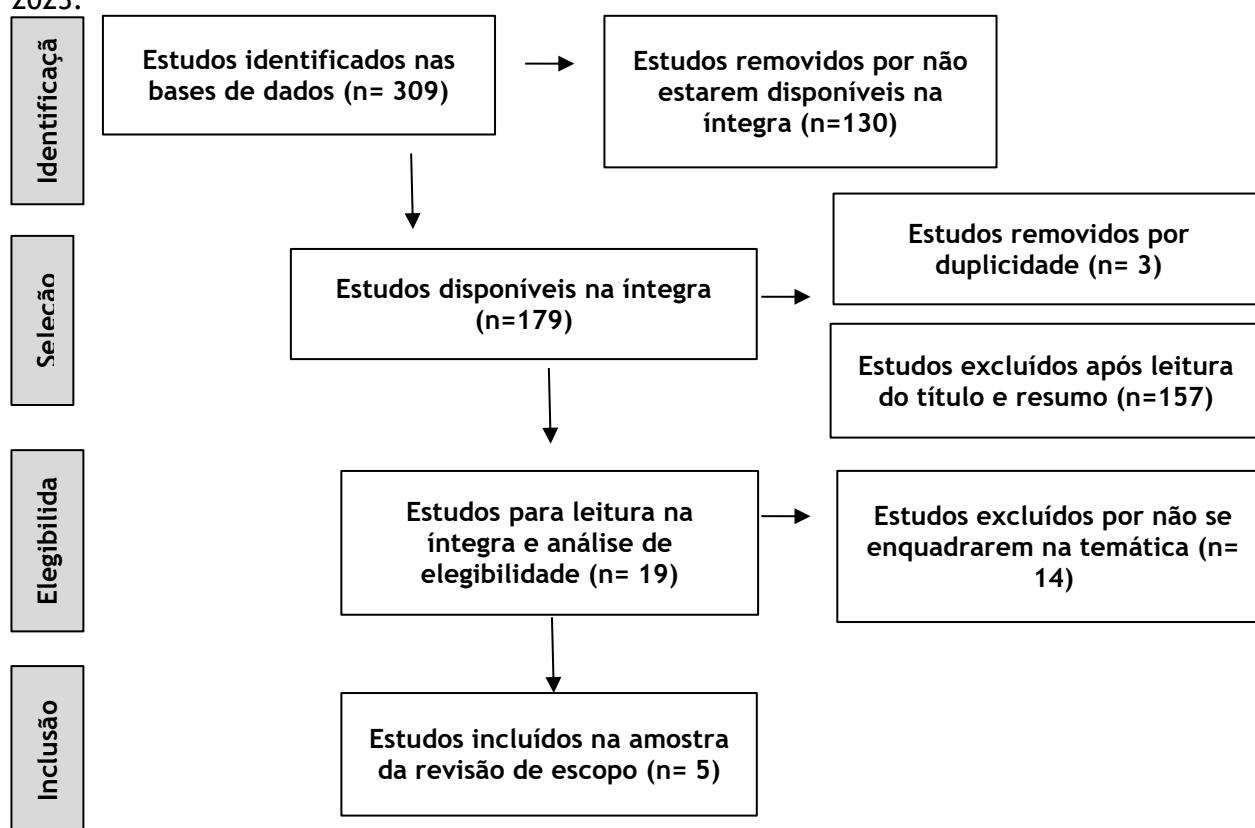 2023.
Identificaçã
Estudos identificados nas
bases de dados (n= 309)
Estudos removidos por não
estarem disponíveis na
íntegra (n=130)
Seleção
Estudos disponíveis na íntegra
(n=179)
Estudos removidos por
duplicidade (n= 3)
Estudos excluídos após leitura
do título e resumo (n=157)
Elegibilida
Estudos para leitura na
íntegra e análise de
elegibilidade (n= 19)
Estudos excluídos por não se
enquadrarem na temática (n=
14)
Inclusão
Estudos incluídos na amostra
da revisão de escopo (n= 5)